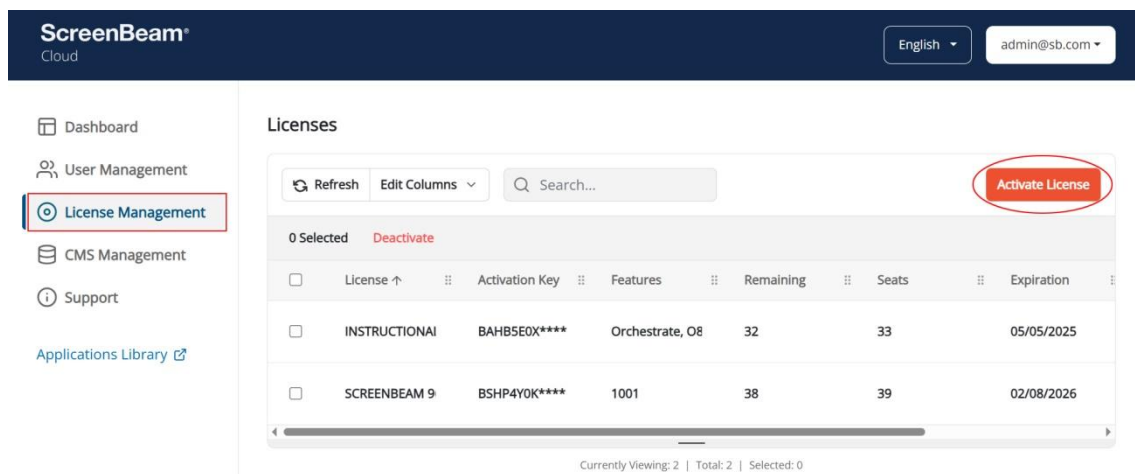 ScreenBeam®
Cloud
English
admin@sb.com
Dashboard
User Management
License Management
CMS Management
Support
Applications Library
Licenses
Refresh Edit Columns Search... Activate License
0 Selected Deactivate
License Activation Key Features Remaining Seats Expiration
INSTRUCTIONAL BAHB5E0X**** Orchestrate, O8 32 33 05/05/2025
SCREENBEAM 9 BSHP4Y0K**** 1001 38 39 02/08/2026
Currently Viewing: 2 | Total: 2 | Selected: 0